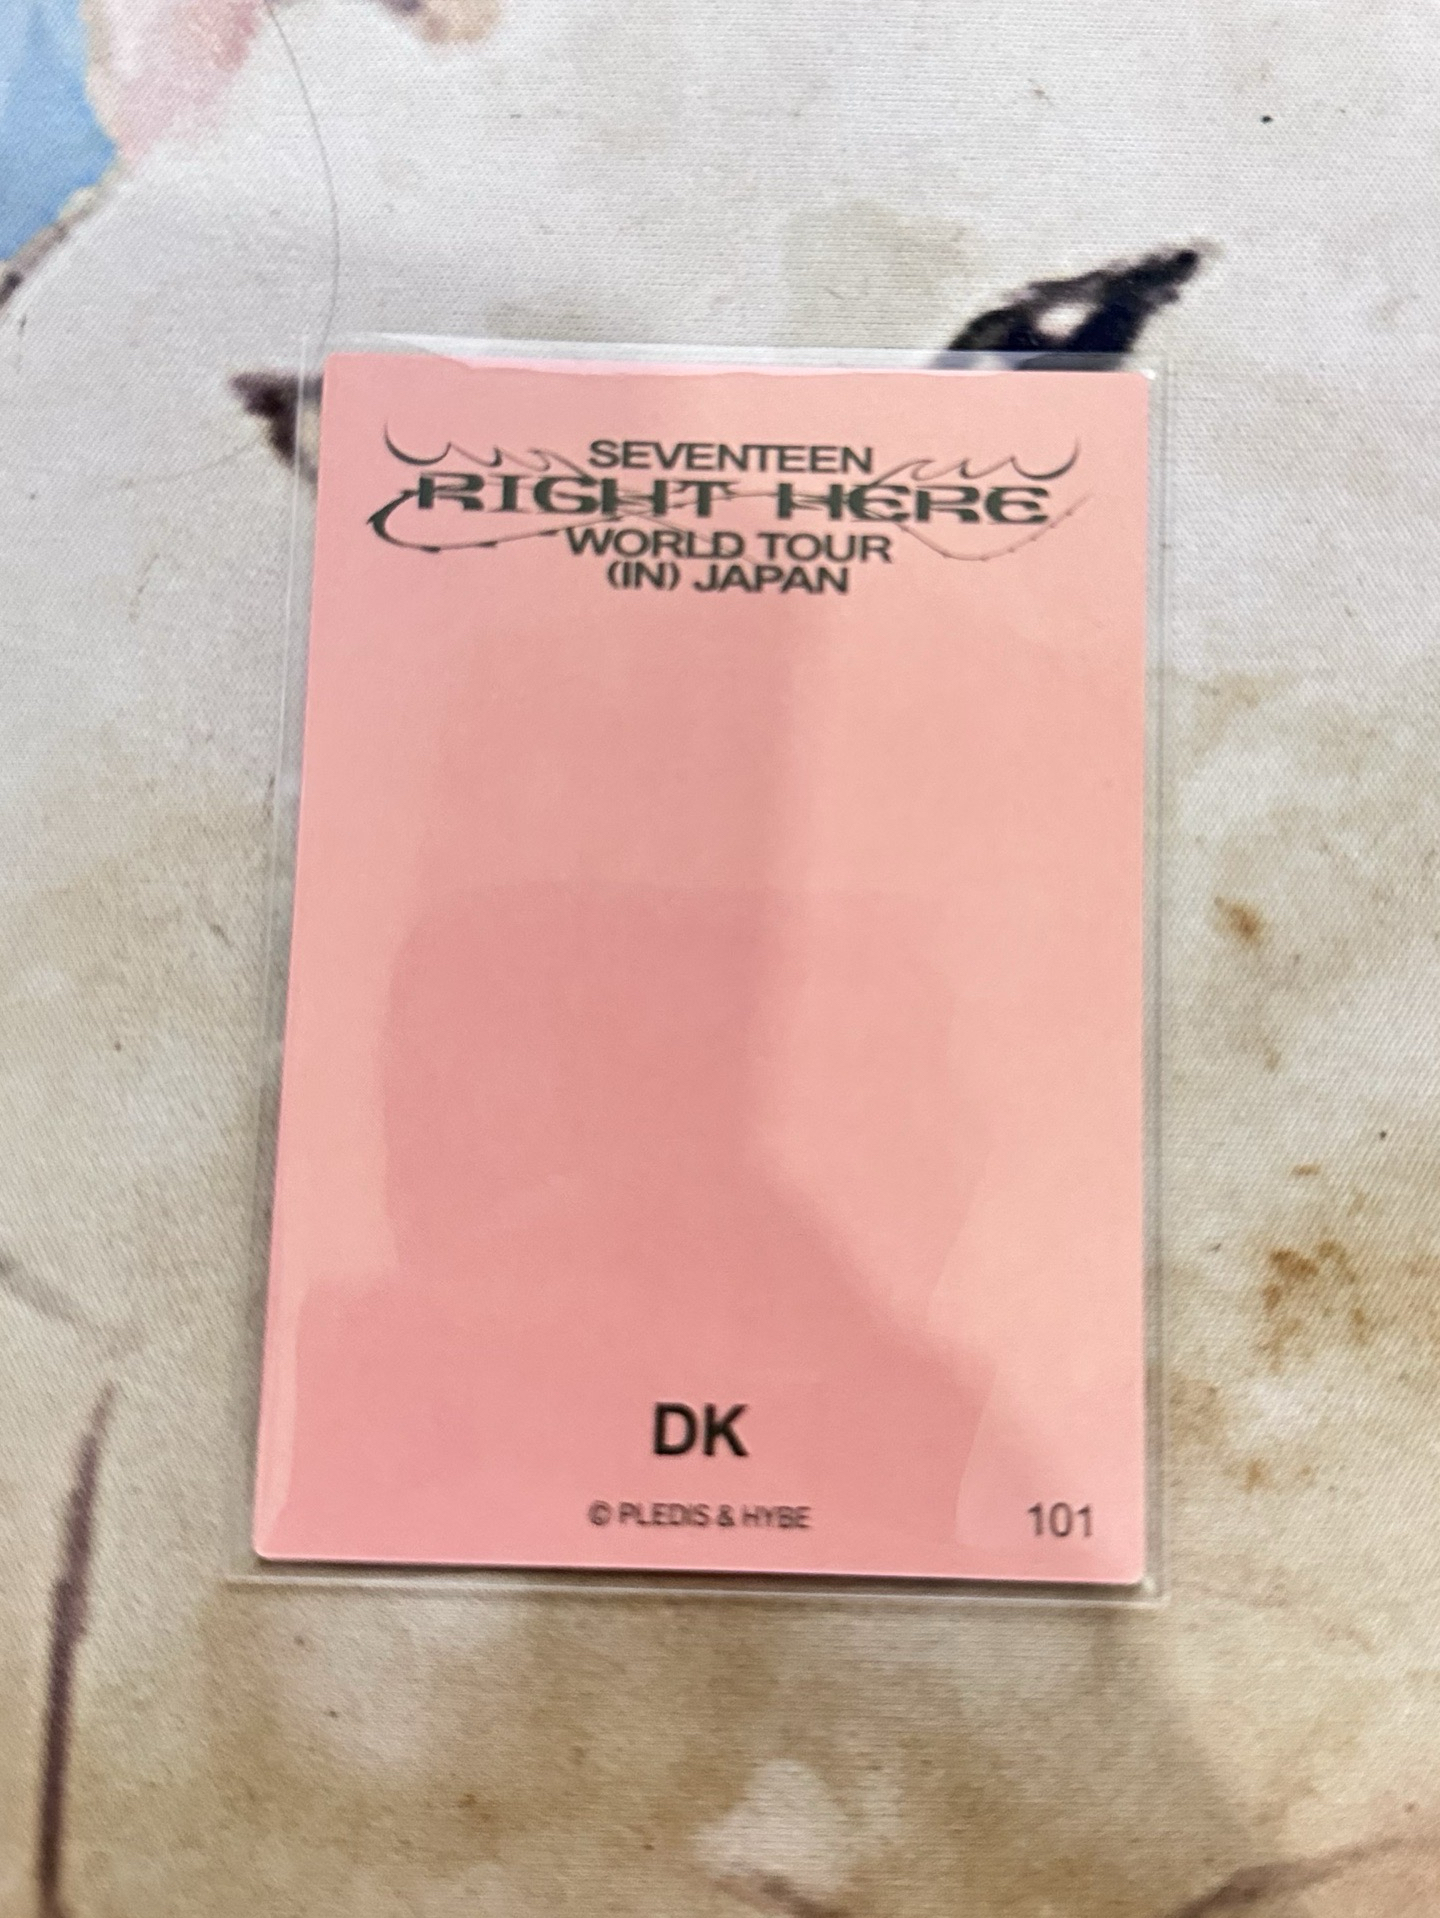 SEVENTEEN
RIGHT HERE
WORLD TOUR
(IN) JAPAN
DK
© PLEDIS & HYBE
101